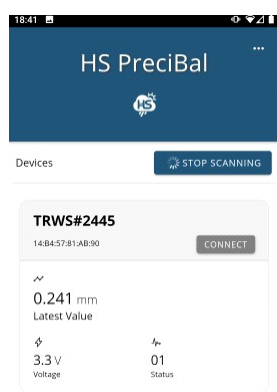 18:41
HS PreciBal
HS
Devices
STOP SCANNING
TRWS#2445
14:B4:57:81:AB:90
CONNECT
0.241 mm
Latest Value
3.3 V
01
Voltage
Status